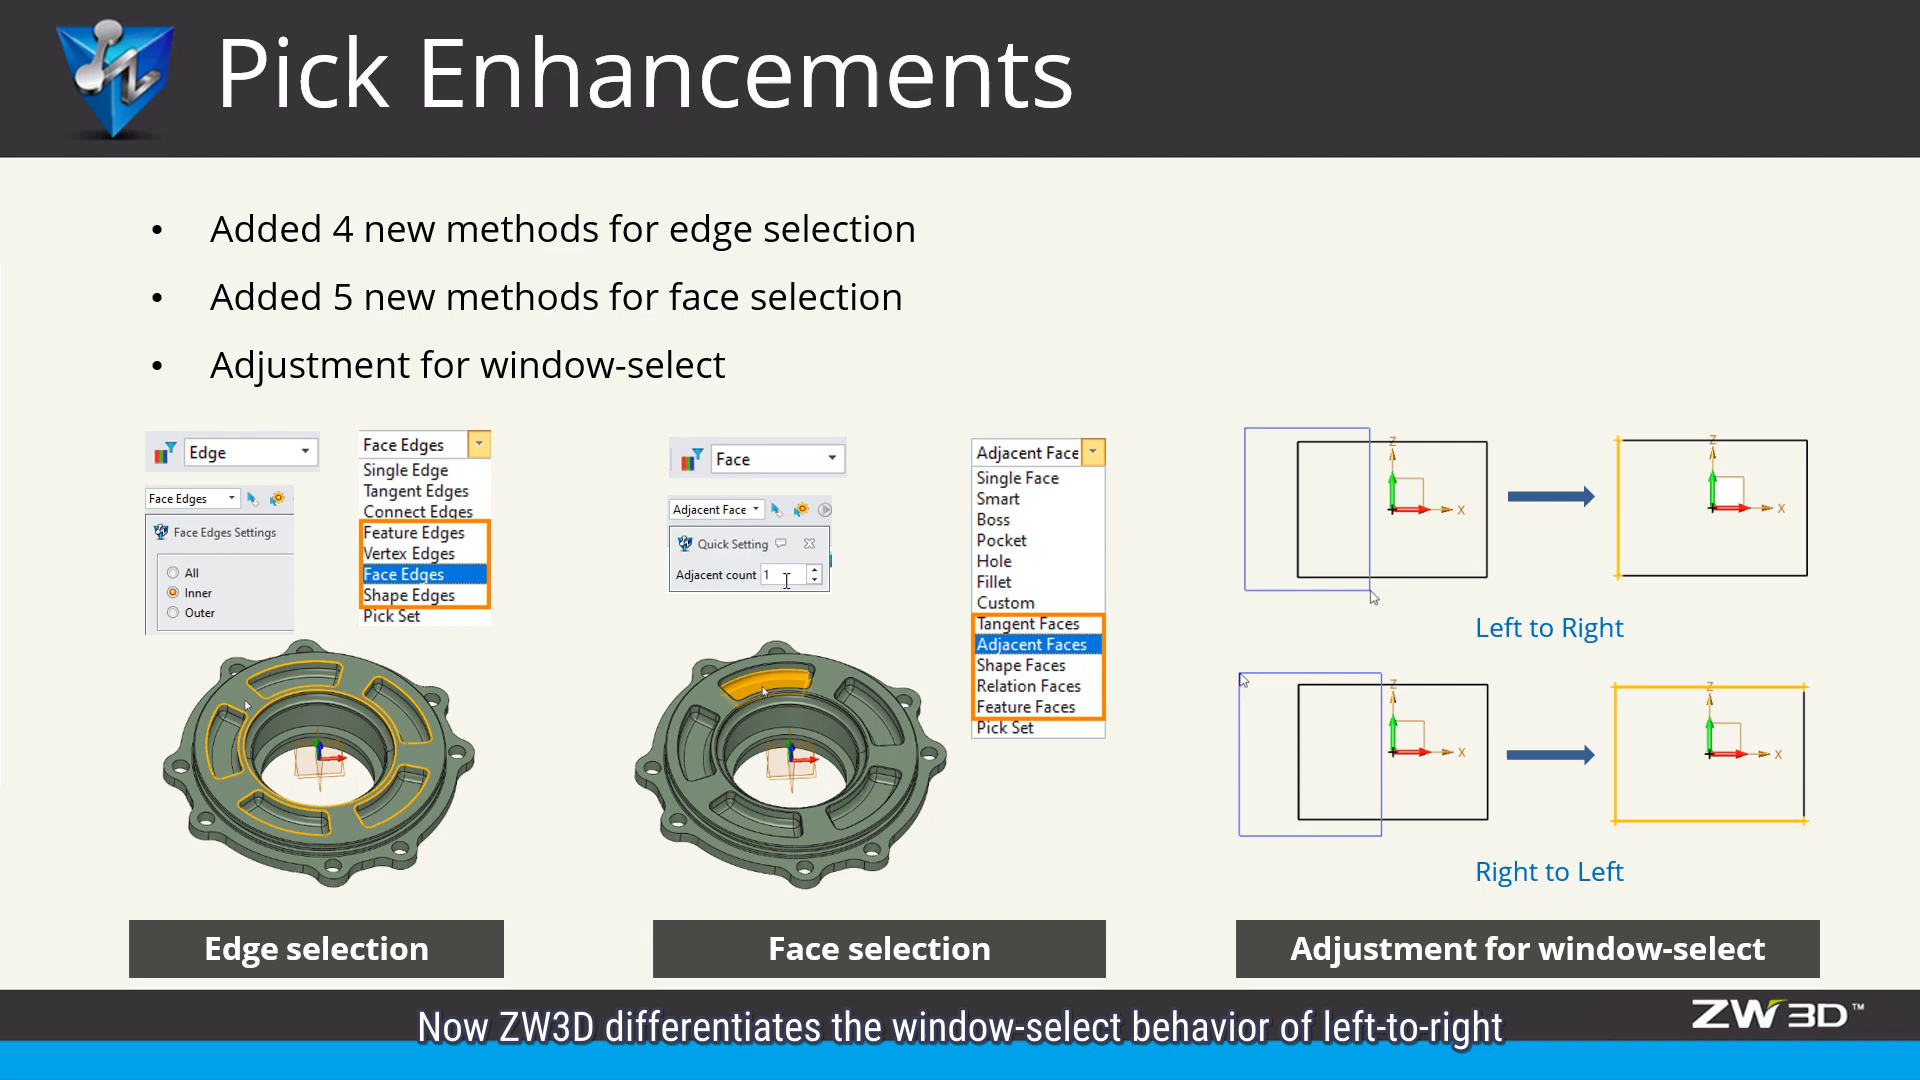 Pick Enhancements
• Added 4 new methods for edge selection
• Added 5 new methods for face selection
• Adjustment for window-select
Edge
Face Edges
Face Edges Settings
All
Inner
Outer
Face Edges
Single Edge
Tangent Edges
Connect Edges
Feature Edges
Vertex Edges
Face Edges
Shape Edges
Pick Set
Face
Adjacent Face
Quick Setting
Adjacent count 1
Adjacent Face
Single Face
Smart
Boss
Pocket
Hole
Fillet
Custom
Tangent Faces
Adjacent Faces
Shape Faces
Relation Faces
Feature Faces
Pick Set
Z
X
Z
X
Left to Right
Z
X
Z
X
Right to Left
Edge selection
Face selection
Adjustment for window-select
Now ZW3D differentiates the window-select behavior of left-to-right
ZW3D™